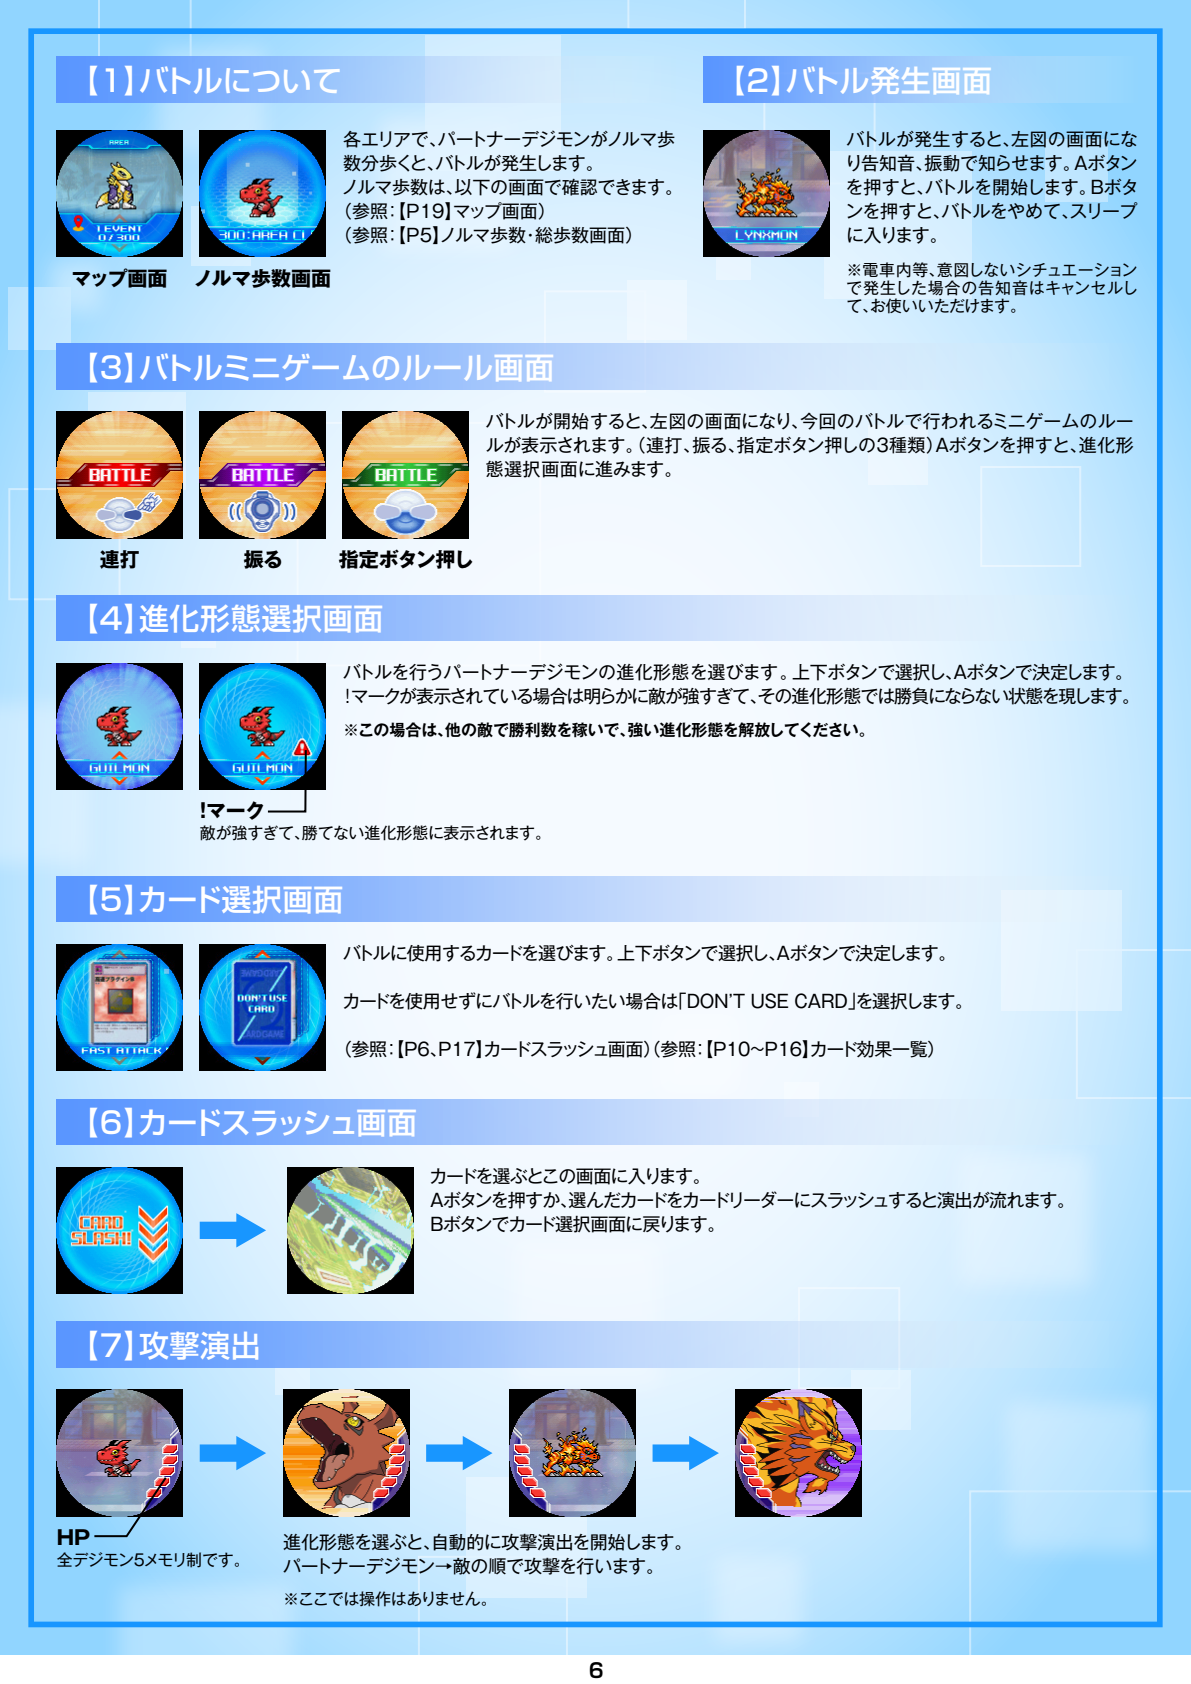 【1】バトルについて
AREA
1 EVENT
0/300
マップ画面
300:AREA CL
ノルマ歩数画面
各エリアで、パートナーデジモンがノルマ歩
数分歩くと、バトルが発生します。
ノルマ歩数は、以下の画面で確認できます。
(参照:【P19】マップ画面)
(参照:【P5】ノルマ歩数・総歩数画面)
【2】バトル発生画面
LYNXMON
バトルが発生すると、左図の画面にな
り告知音、振動で知らせます。Aボタン
を押すと、バトルを開始します。Bボタ
ンを押すと、バトルをやめて、スリープ
に入ります。
※電車内等、意図しないシチュエーション
で発生した場合の告知音はキャンセルし
て、お使いいただけます。
【3】バトルミニゲームのルール画面
BATTLE
連打
BATTLE
振る
BATTLE
指定ボタン押し
バトルが開始すると、左図の画面になり、今回のバトルで行われるミニゲームのルー
ルが表示されます。(連打、振る、指定ボタン押しの3種類)Aボタンを押すと、進化形
態選択画面に進みます。
【4】進化形態選択画面
GUILMON
GUILMON
!マーク
敵が強すぎて、勝てない進化形態に表示されます。
バトルを行うパートナーデジモンの進化形態を選びます。上下ボタンで選択し、Aボタンで決定します。
!マークが表示されている場合は明らかに敵が強すぎて、その進化形態では勝負にならない状態を現します。
※この場合は、他の敵で勝利数を稼いで、強い進化形態を解放してください。
【5】カード選択画面
高速プラグインB
FAST ATTACK
DON'T USE
CARD
バトルに使用するカードを選びます。上下ボタンで選択し、Aボタンで決定します。
カードを使用せずにバトルを行いたい場合は「DON'T USE CARD」を選択します。
(参照:【P6、P17】カードスラッシュ画面)(参照:【P10~P16】カード効果一覧)
【6】カードスラッシュ画面
CARD
SLASH!
カードを選ぶとこの画面に入ります。
Aボタンを押すか、選んだカードをカードリーダーにスラッシュすると演出が流れます。
Bボタンでカード選択画面に戻ります。
【7】攻撃演出
HP
全デジモン5メモリ制です。
進化形態を選ぶと、自動的に攻撃演出を開始します。
パートナーデジモン→敵の順で攻撃を行います。
※ここでは操作はありません。
6